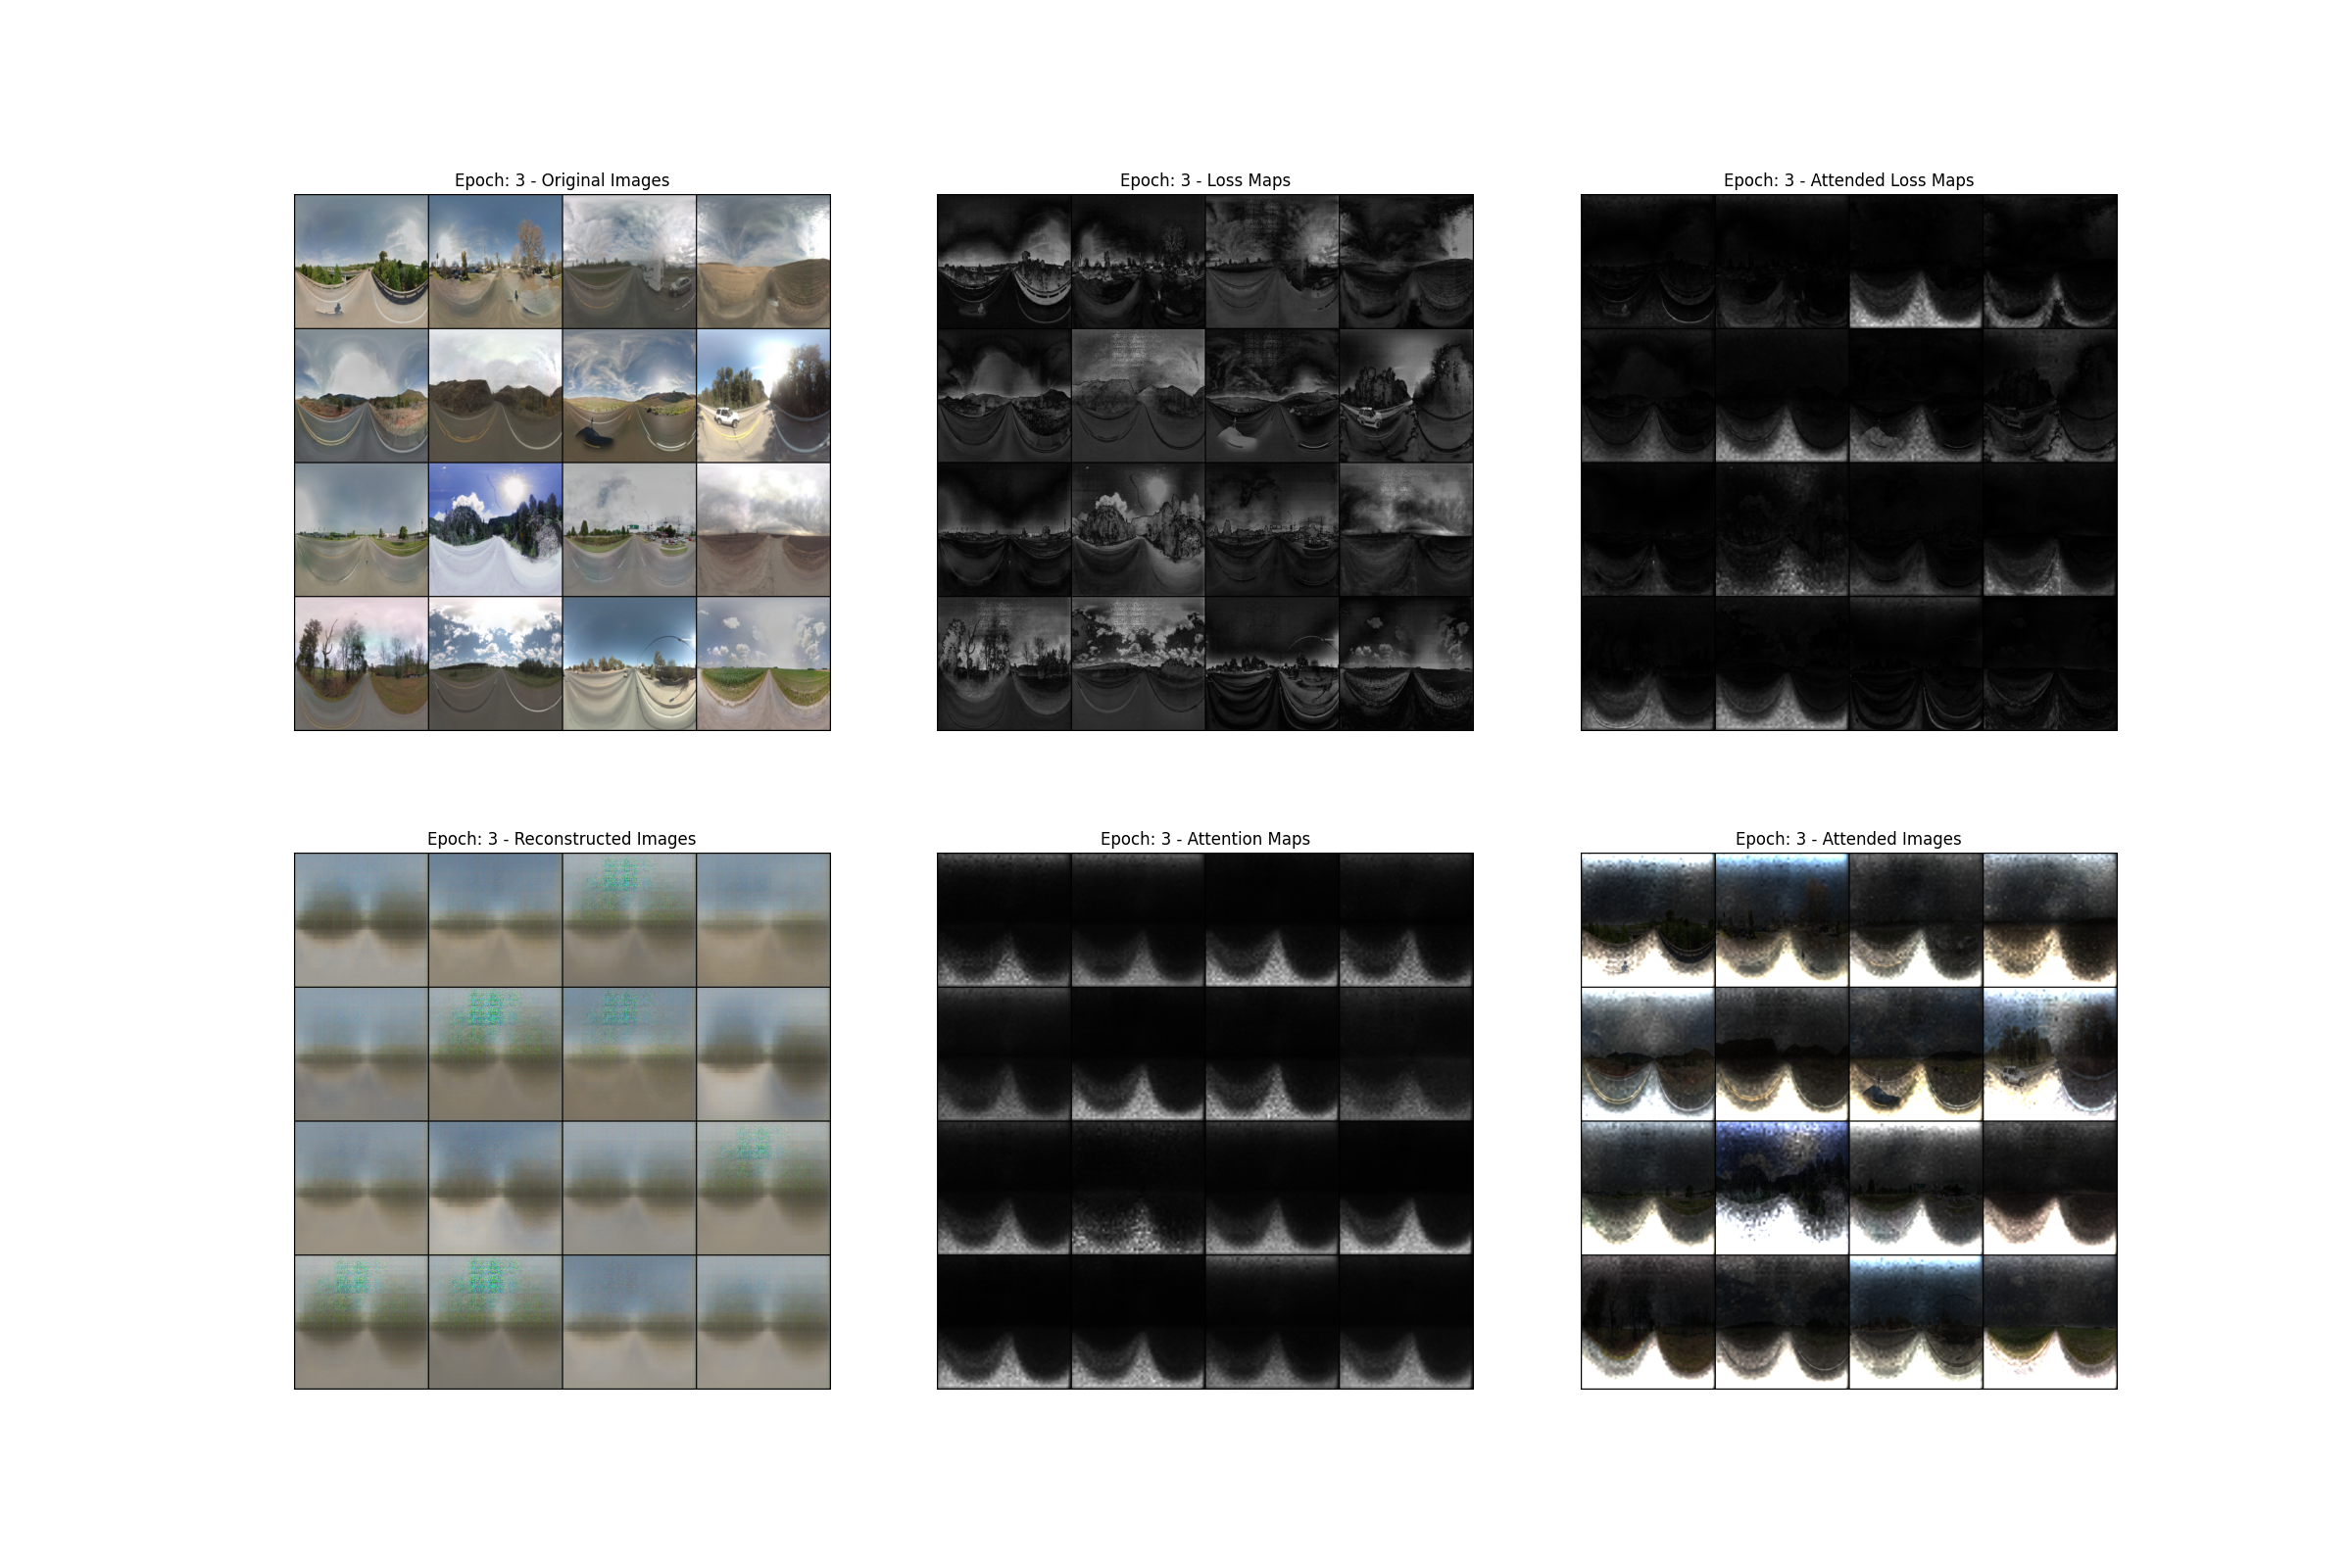 Epoch: 3 - Original Images
Epoch: 3 - Loss Maps
Epoch: 3 - Attended Loss Maps
Epoch: 3 - Reconstructed Images
Epoch: 3 - Attention Maps
Epoch: 3 - Attended Images